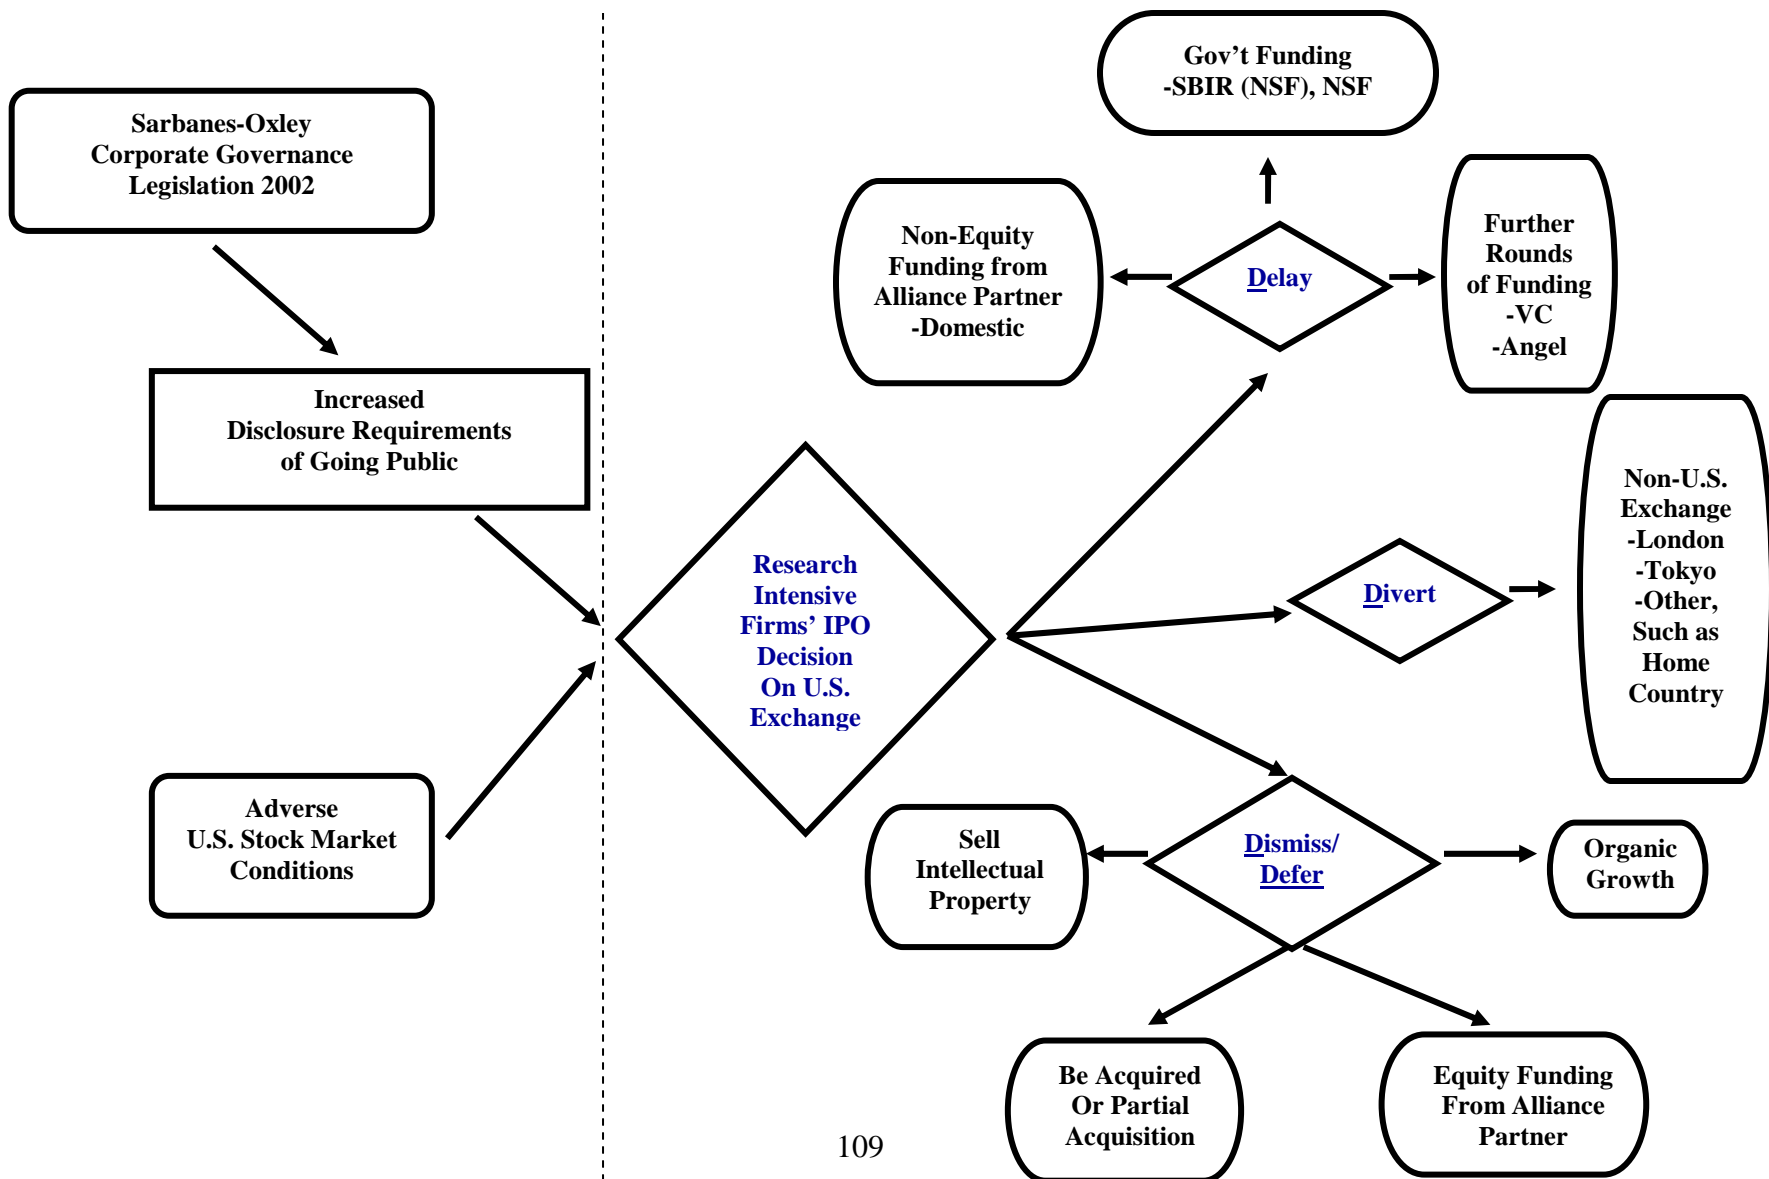 Gov’t Funding
-SBIR (NSF), NSF
Sarbanes-Oxley
Corporate Governance
Legislation 2002
Non-Equity
Funding from
Alliance Partner
-Domestic
Delay
Further
Rounds
of Funding
-VC
-Angel
Increased
Disclosure Requirements
of Going Public
Research
Intensive
Firms’ IPO
Decision
On U.S.
Exchange
Divert
Non-U.S.
Exchange
-London
-Tokyo
-Other,
Such as
Home
Country
Adverse
U.S. Stock Market
Conditions
Sell
Intellectual
Property
Dismiss/
Defer
Organic
Growth
Be Acquired
Or Partial
Acquisition
Equity Funding
From Alliance
Partner
109